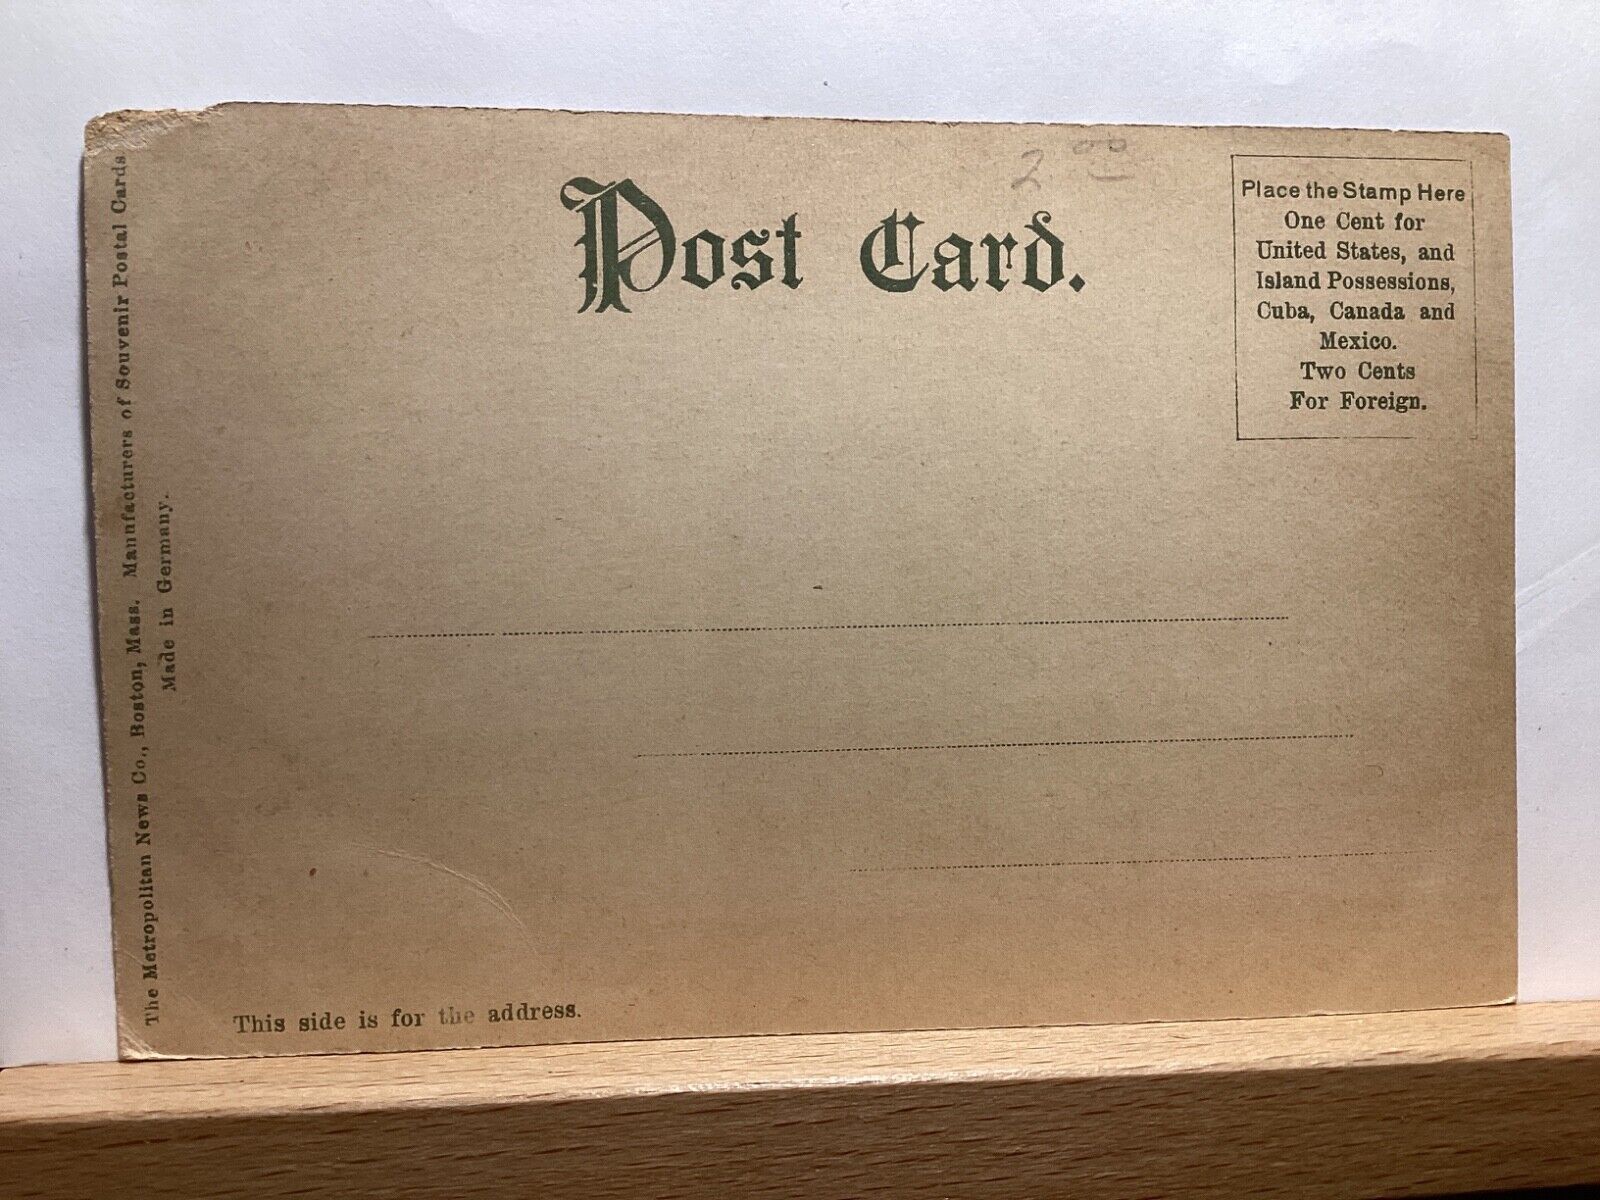 2 00
Post Card.
Place the Stamp Here
One Cent for
United States, and
Island Possessions,
Cuba, Canada and
Mexico.
Two Cents
For Foreign.
The Metropolitan News Co., Boston, Mass. Manufacturers of Souvenir Postal Cards
Made in Germany.
This side is for the address.